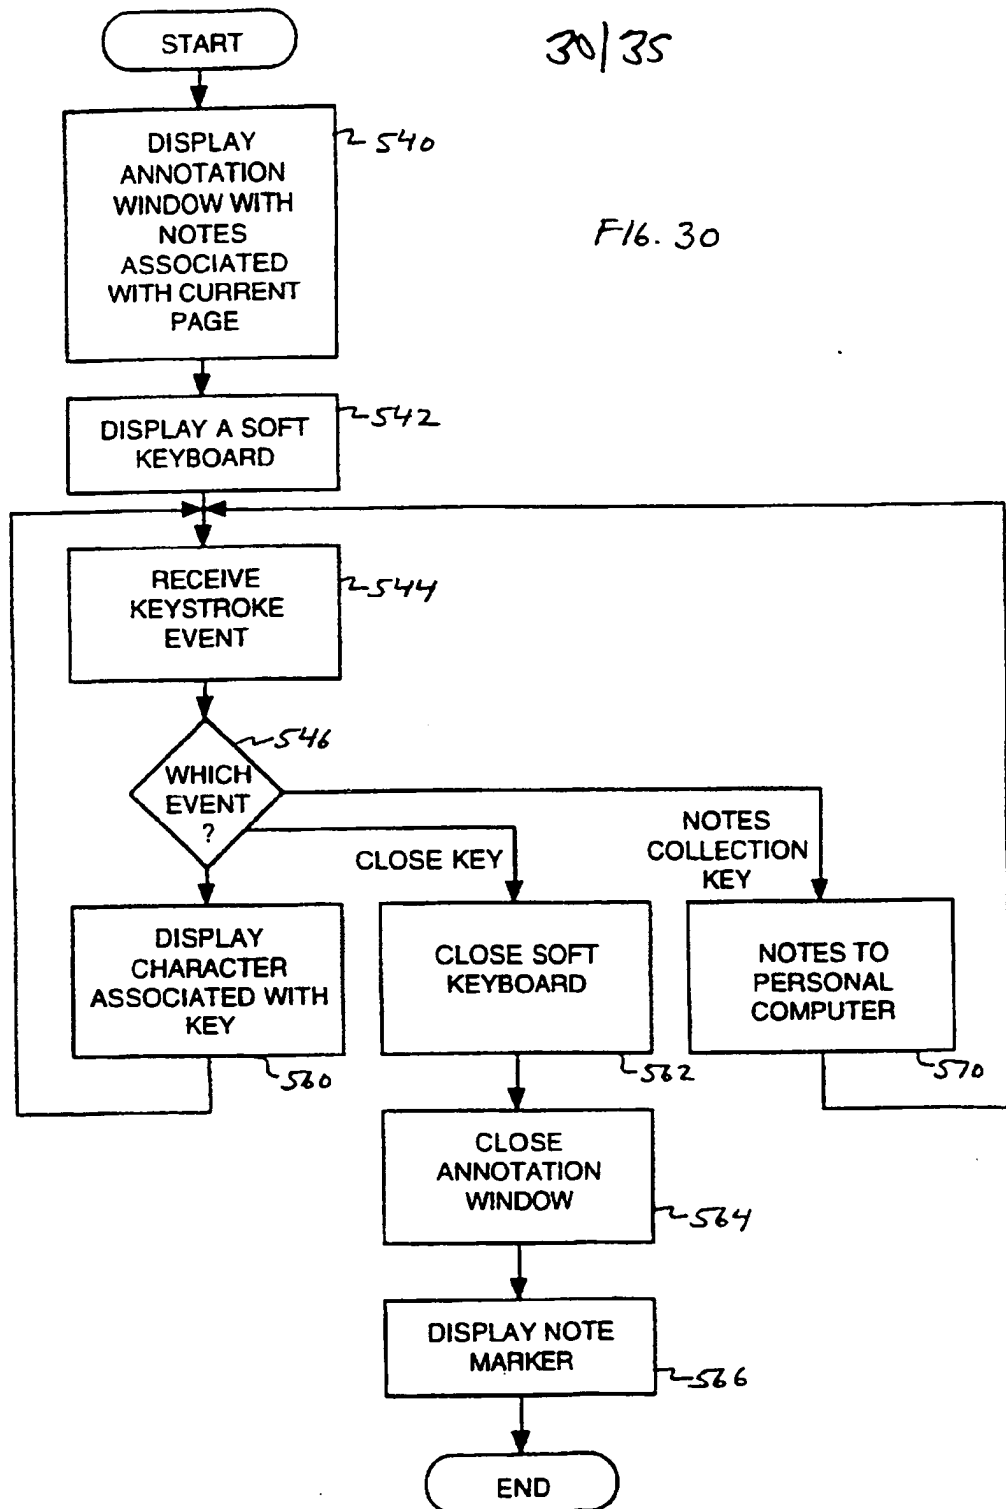 START
30/35
DISPLAY
ANNOTATION
WINDOW WITH
NOTES
ASSOCIATED
WITH CURRENT
PAGE
540
FIG. 30
DISPLAY A SOFT
KEYBOARD
542
RECEIVE
KEYSTROKE
EVENT
544
WHICH
EVENT
?
546
CLOSE KEY
NOTES
COLLECTION
KEY
DISPLAY
CHARACTER
ASSOCIATED WITH
KEY
560
CLOSE SOFT
KEYBOARD
562
NOTES TO
PERSONAL
COMPUTER
570
CLOSE
ANNOTATION
WINDOW
564
DISPLAY NOTE
MARKER
566
END